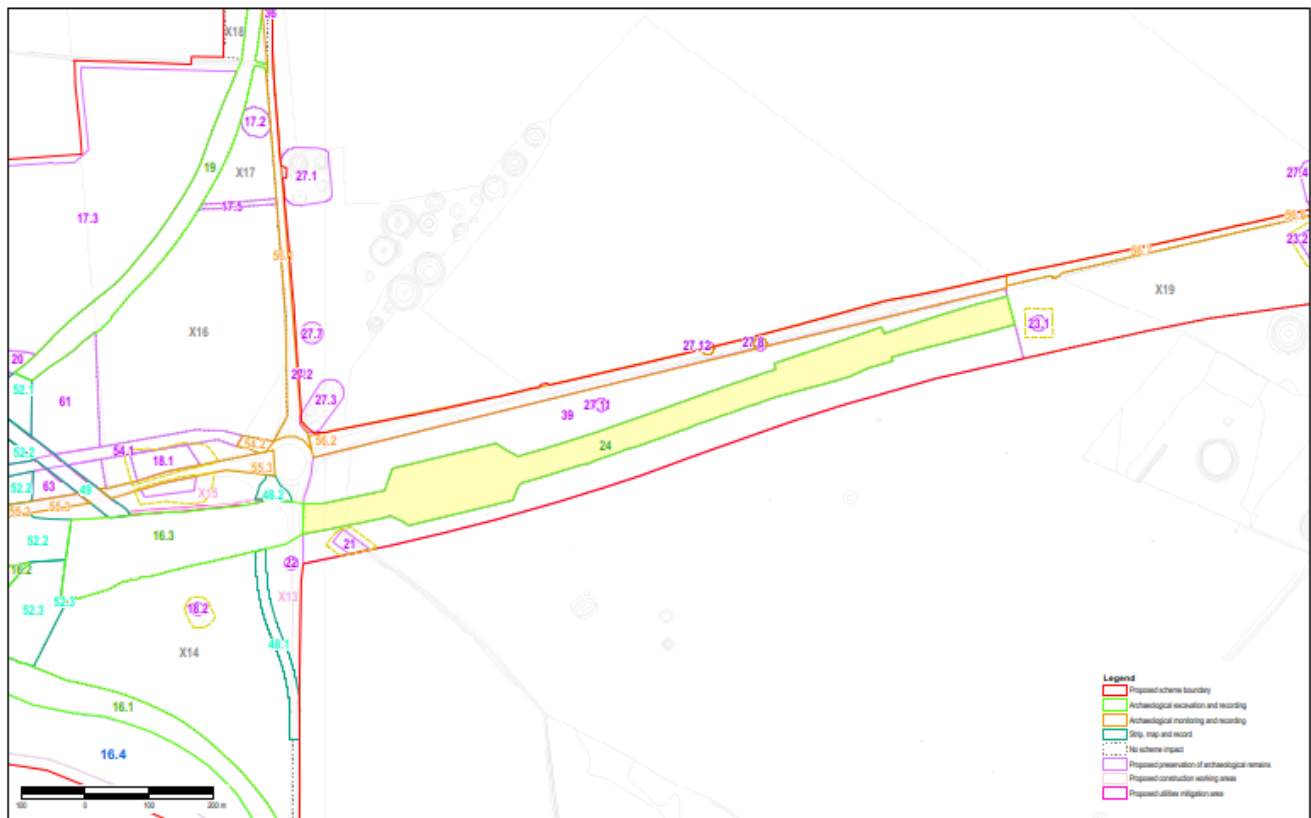 36
X18
17.2
19
X17
27.1
27.4
17.5
17.3
56.6
23.2
56.7
X19
X16
27.7
23.1
27.12
27.8
20
52.1
27.2
61
27.3
27.11
39
54.2
56.2
24
54.1
52.2
18.1
55.3
52.2
63
49
X15
48.2
55.3
55.3
16.3
52.2
21
22
16.2
52.3
52.3
X13
18.2
48.1
X14
16.1
16.4
Legend
Proposed scheme boundary
Archaeological excavation and recording
Archaeological monitoring and recording
Strip, map and record
No scheme impact
Proposed preservation of archaeological remains
Proposed construction working areas
Proposed utilities mitigation area
100 0 100 200 m